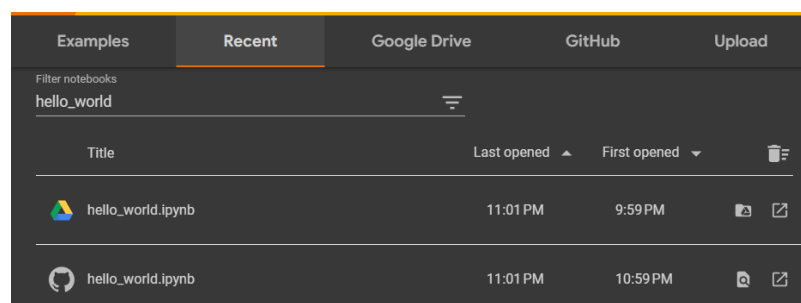 Examples Recent Google Drive GitHub Upload
Filter notebooks
hello_world
Title Last opened First opened
hello_world.ipynb 11:01 PM 9:59 PM
hello_world.ipynb 11:01 PM 10:59 PM